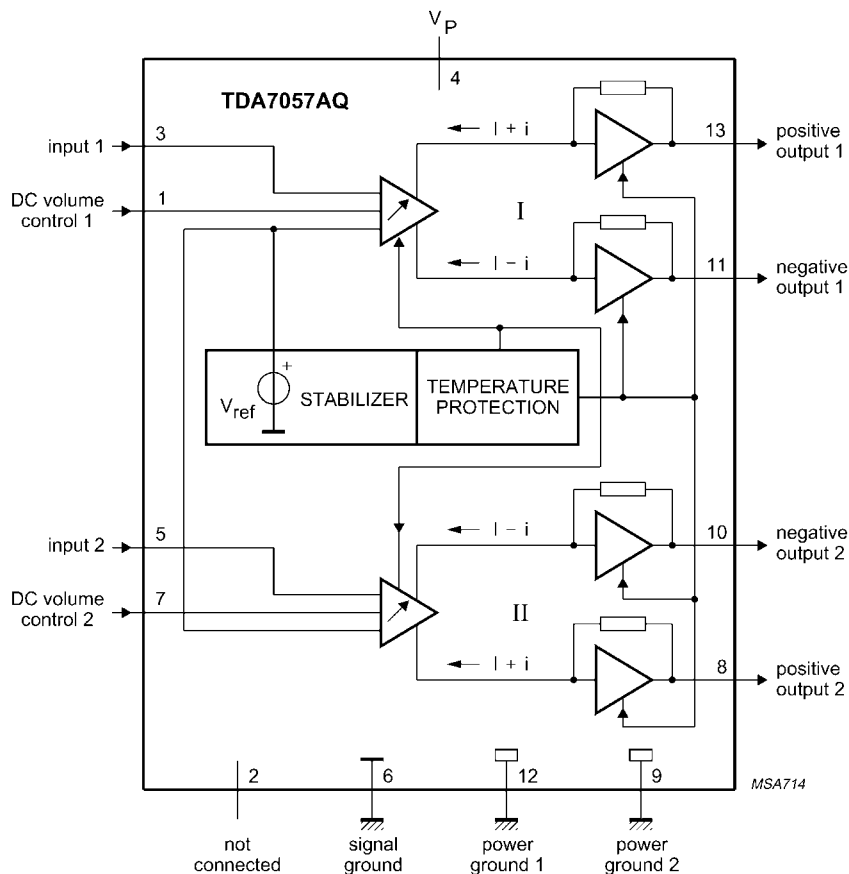 V P
4
TDA7057AQ
3
input 1
I + i
13
positive
output 1
DC volume
control 1
1
I
I − i
11
negative
output 1
+
Vref
STABILIZER
TEMPERATURE
PROTECTION
5
input 2
I − i
10
negative
output 2
DC volume
control 2
7
II
I + i
8
positive
output 2
2
6
12
9
MSA714
not
connected
signal
ground
power
ground 1
power
ground 2